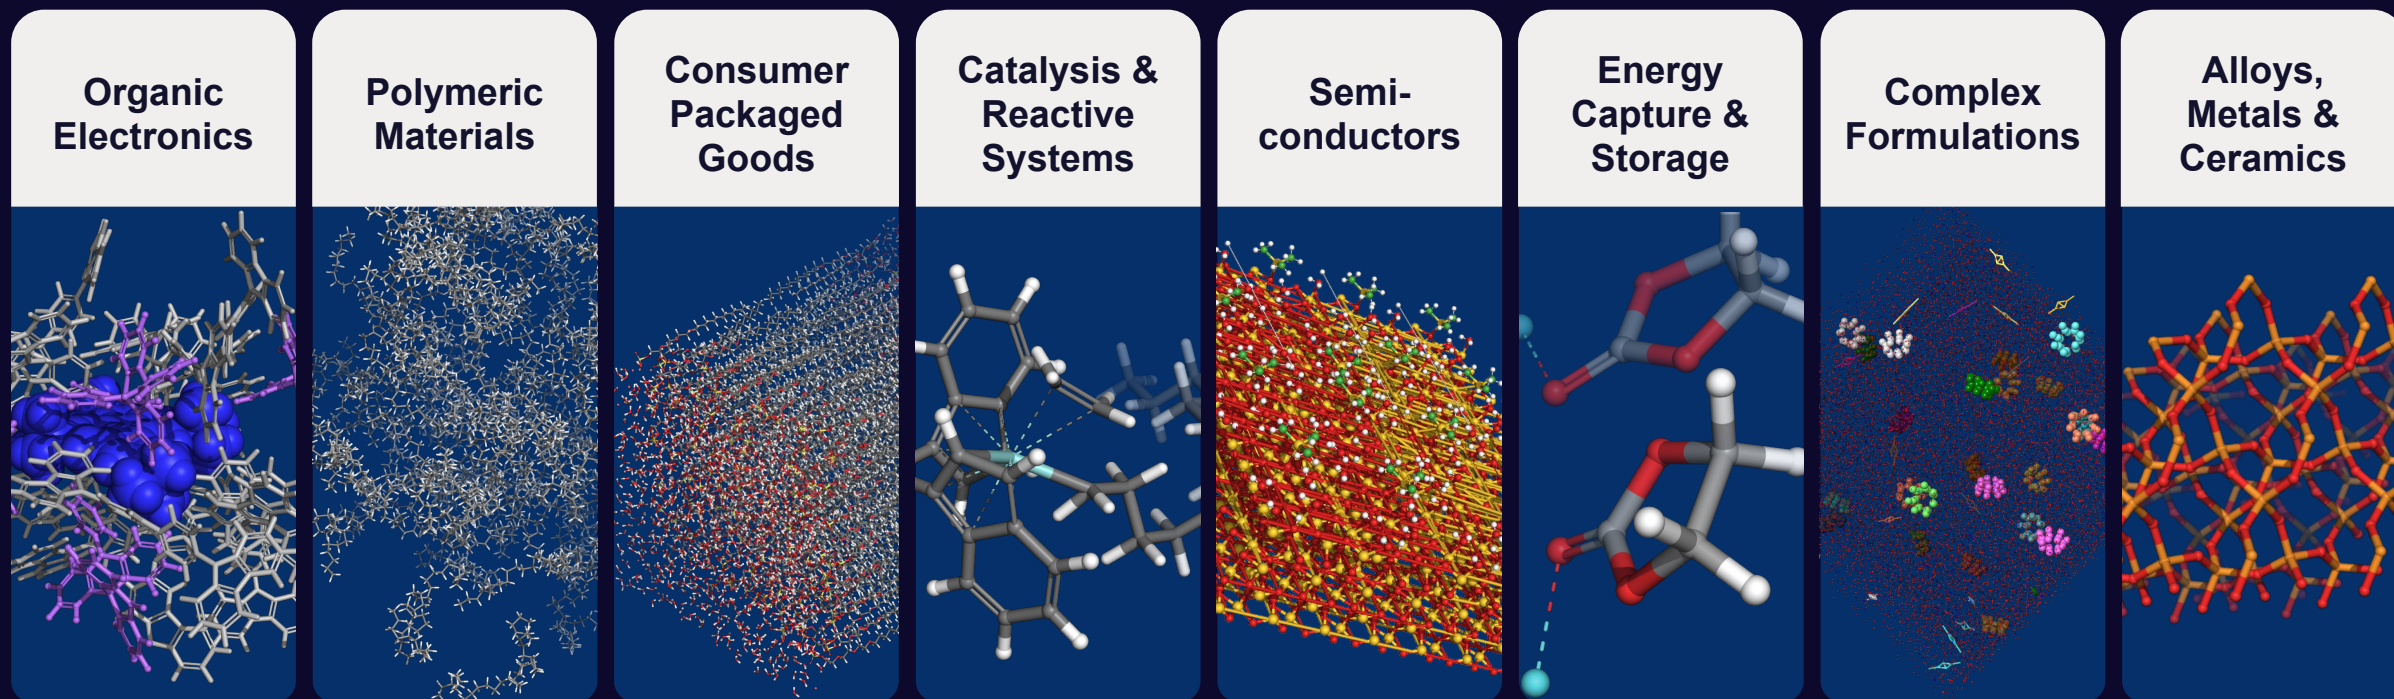 Organic
Electronics
Polymeric
Materials
Consumer
Packaged
Goods
Catalysis &
Reactive
Systems
Semi-
conductors
Energy
Capture &
Storage
Complex
Formulations
Alloys,
Metals &
Ceramics